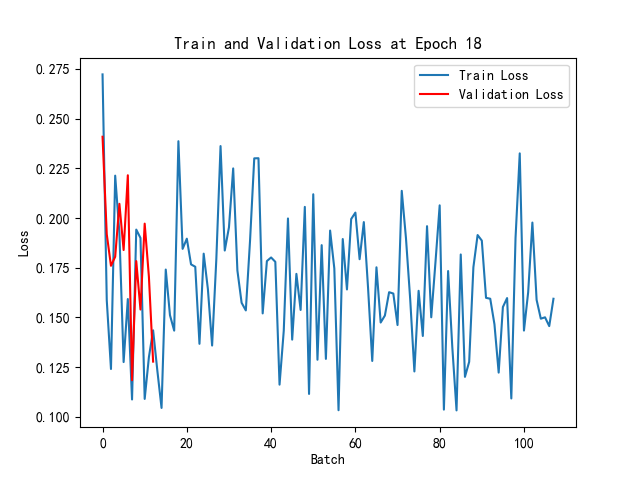 Train and Validation Loss at Epoch 18
Train Loss
Validation Loss
0.275
0.250
0.225
0.200
0.175
0.150
0.125
0.100
Loss
0 20 40 60 80 100
Batch